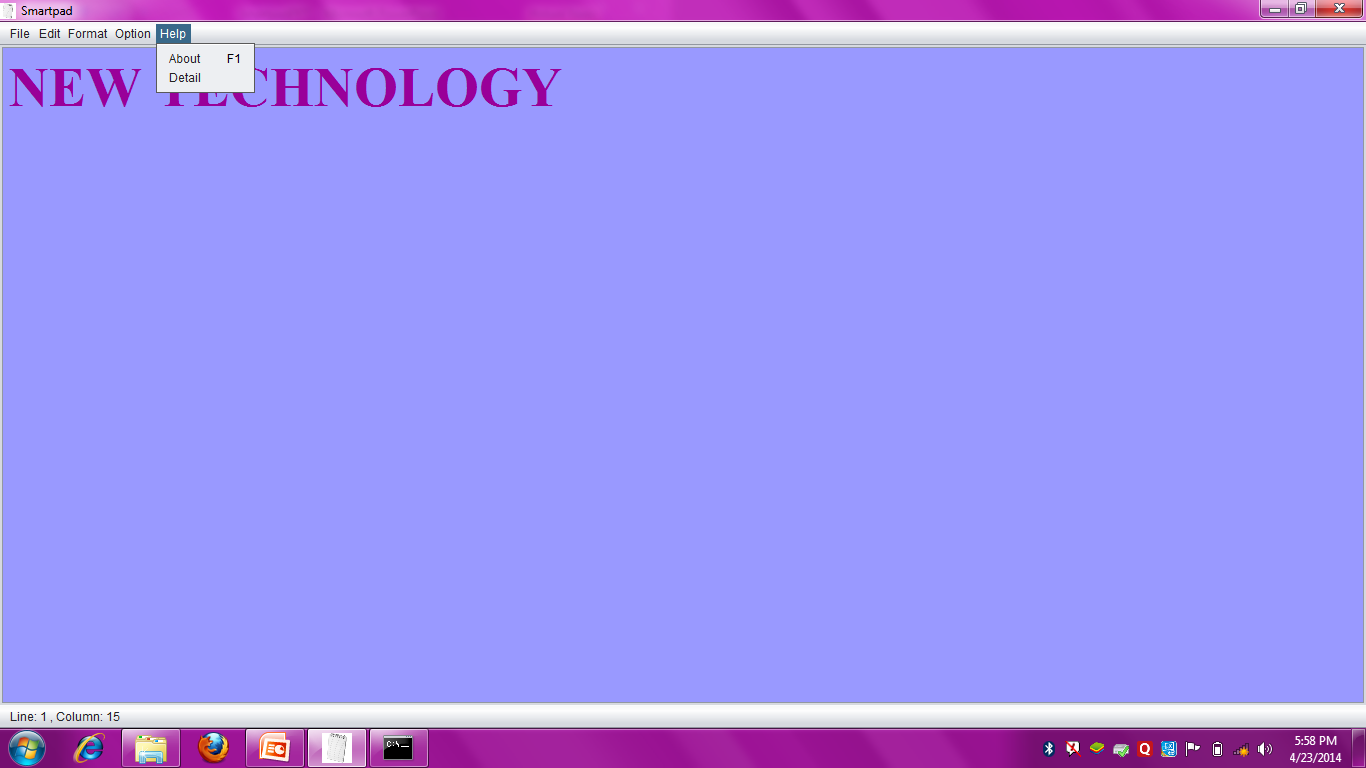 Smartpad
File Edit Format Option Help
About F1
Detail
NEW TECHNOLOGY
Line: 1 , Column: 15
C:\_
5:58 PM
4/23/2014